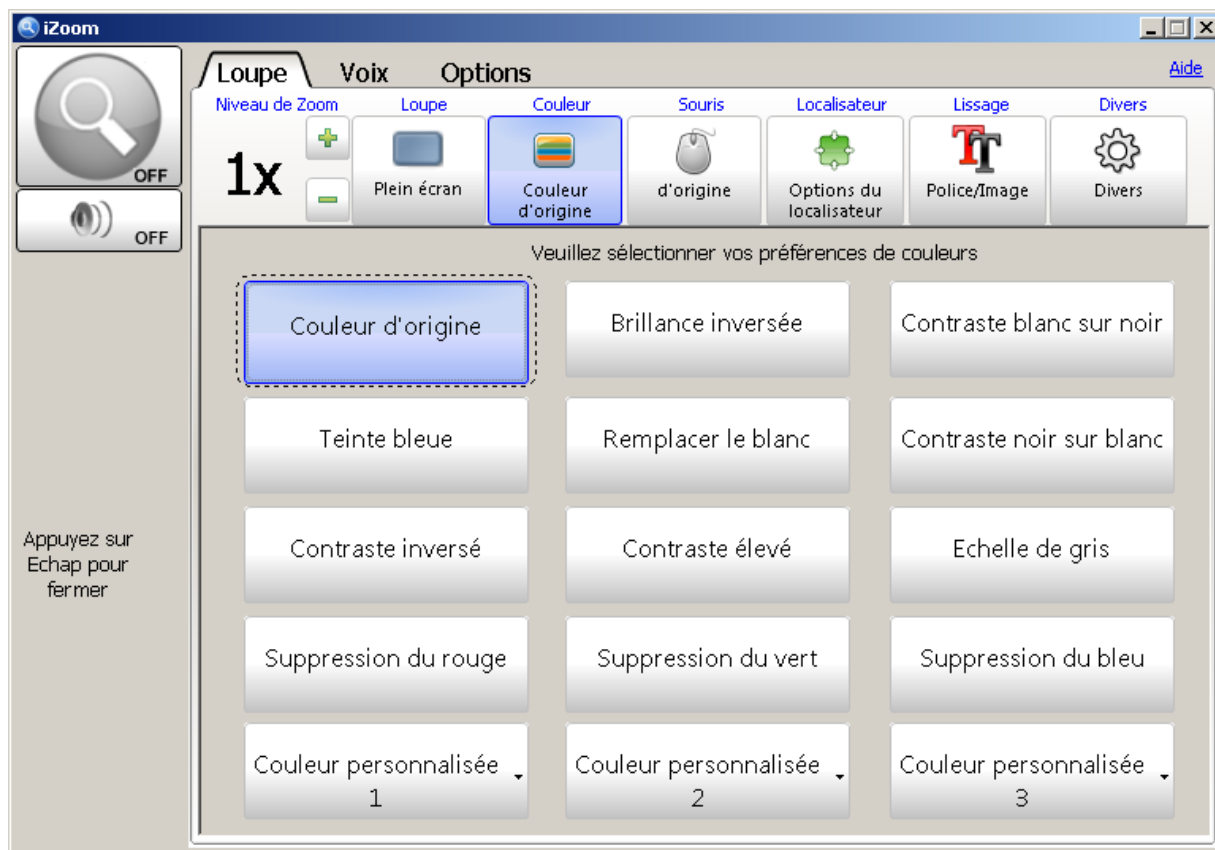 iZoom
OFF
OFF
Appuyez sur
Echap pour
fermer
Loupe Voix Options
Aide
Niveau de Zoom Loupe Couleur Souris Localisateur Lissage Divers
1x
Plein écran
Couleur
d'origine
d'origine
Options du
localisateur
Police/Image
Divers
Veuillez sélectionner vos préférences de couleurs
Couleur d'origine
Brillance inversée
Contraste blanc sur noir
Teinte bleue
Remplacer le blanc
Contraste noir sur blanc
Contraste inversé
Contraste élevé
Echelle de gris
Suppression du rouge
Suppression du vert
Suppression du bleu
Couleur personnalisée
1
Couleur personnalisée
2
Couleur personnalisée
3